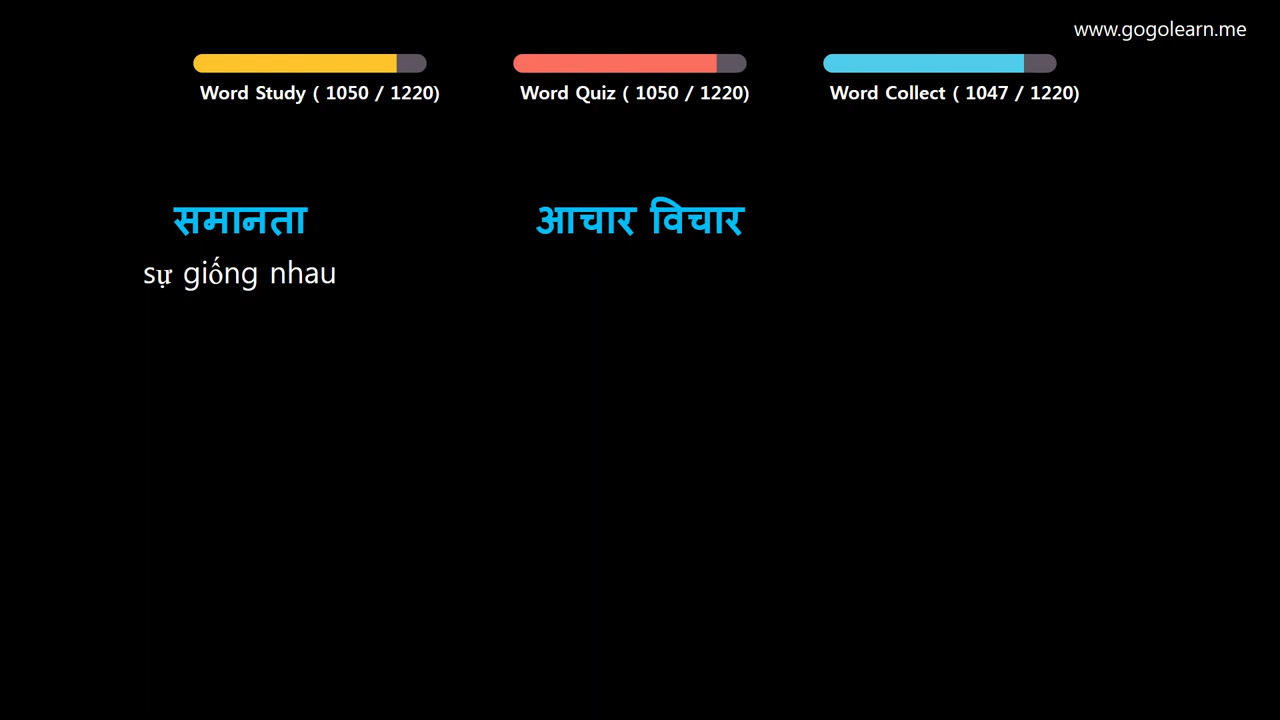 www.gogolearn.me
Word Study ( 1050 / 1220)
Word Quiz ( 1050 / 1220)
Word Collect ( 1047 / 1220)
समानता
sự giống nhau
आचार विचार